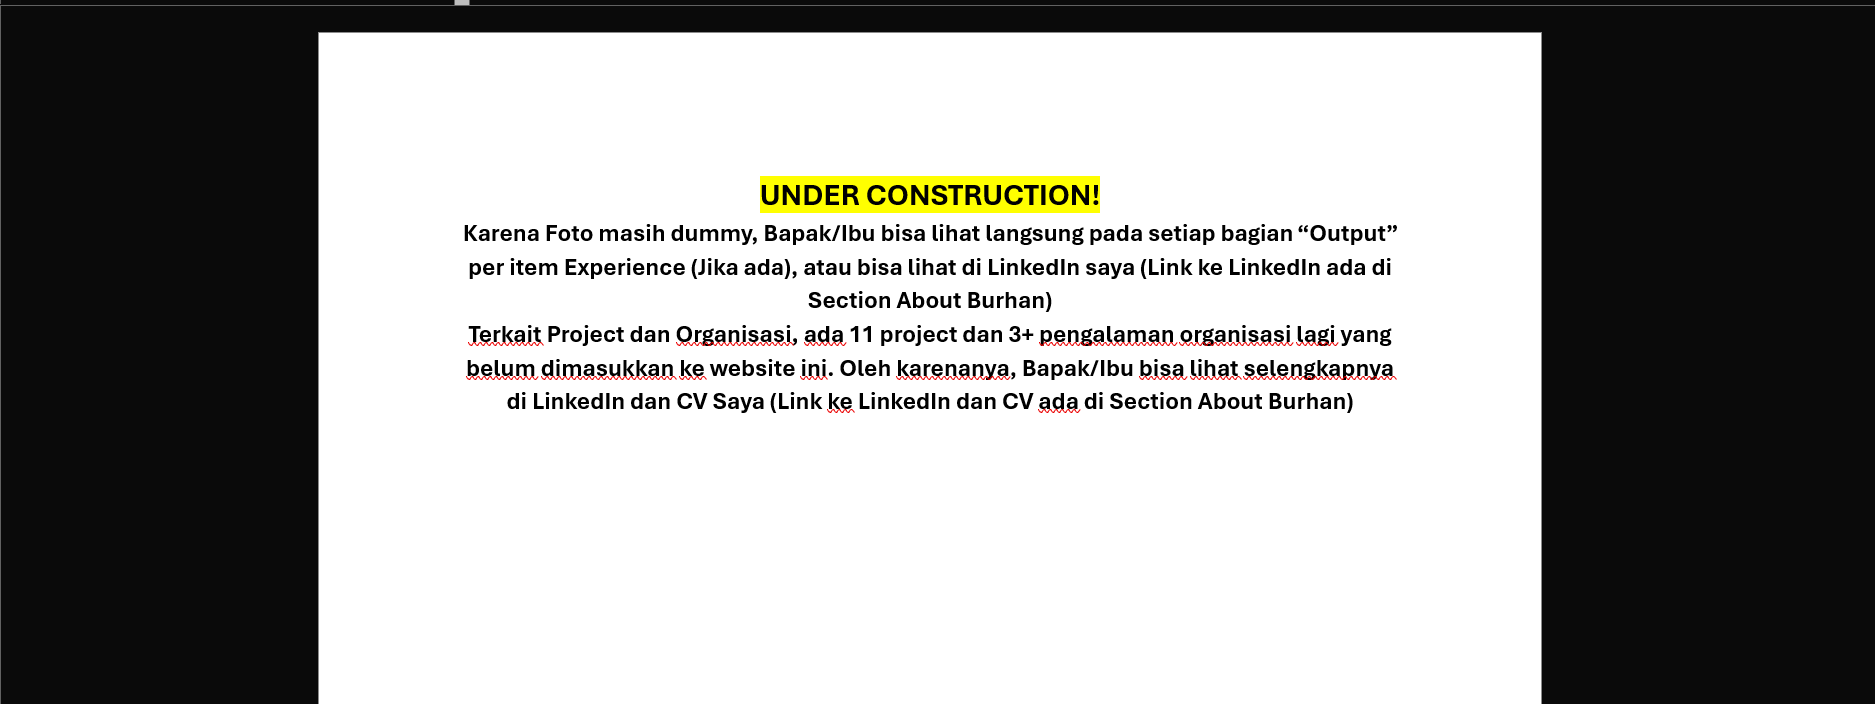 UNDER CONSTRUCTION!
Karena Foto masih dummy, Bapak/Ibu bisa lihat langsung pada setiap bagian “Output”
per item Experience (Jika ada), atau bisa lihat di LinkedIn saya (Link ke LinkedIn ada di
Section About Burhan)
Terkait Project dan Organisasi, ada 11 project dan 3+ pengalaman organisasi lagi yang
belum dimasukkan ke website ini. Oleh karenanya, Bapak/Ibu bisa lihat selengkapnya
di LinkedIn dan CV Saya (Link ke LinkedIn dan CV ada di Section About Burhan)